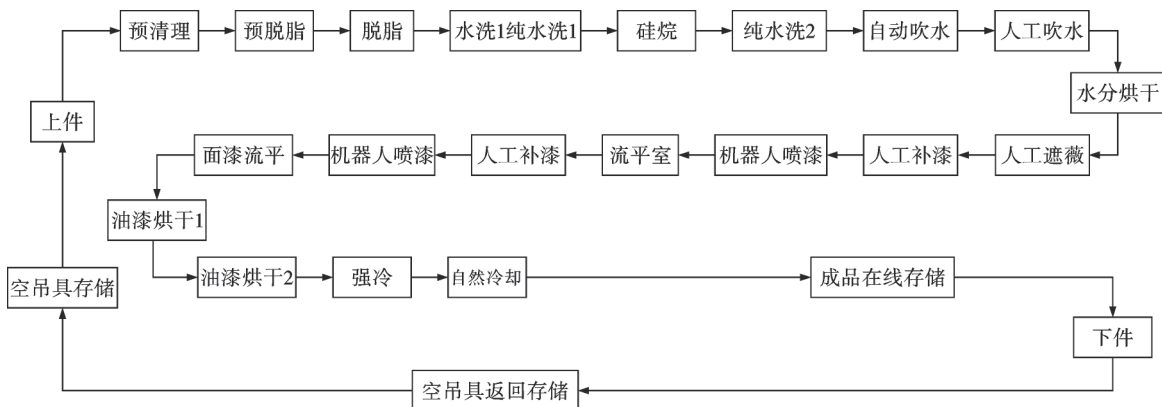 预清理
预脱脂
脱脂
水洗1纯水洗1
硅烷
纯水洗2
自动吹水
人工吹水
水分烘干
上件
面漆流平
机器人喷漆
人工补漆
流平室
机器人喷漆
人工补漆
人工遮蔽
油漆烘干1
油漆烘干2
强冷
自然冷却
成品在线存储
空吊具存储
下件
空吊具返回存储